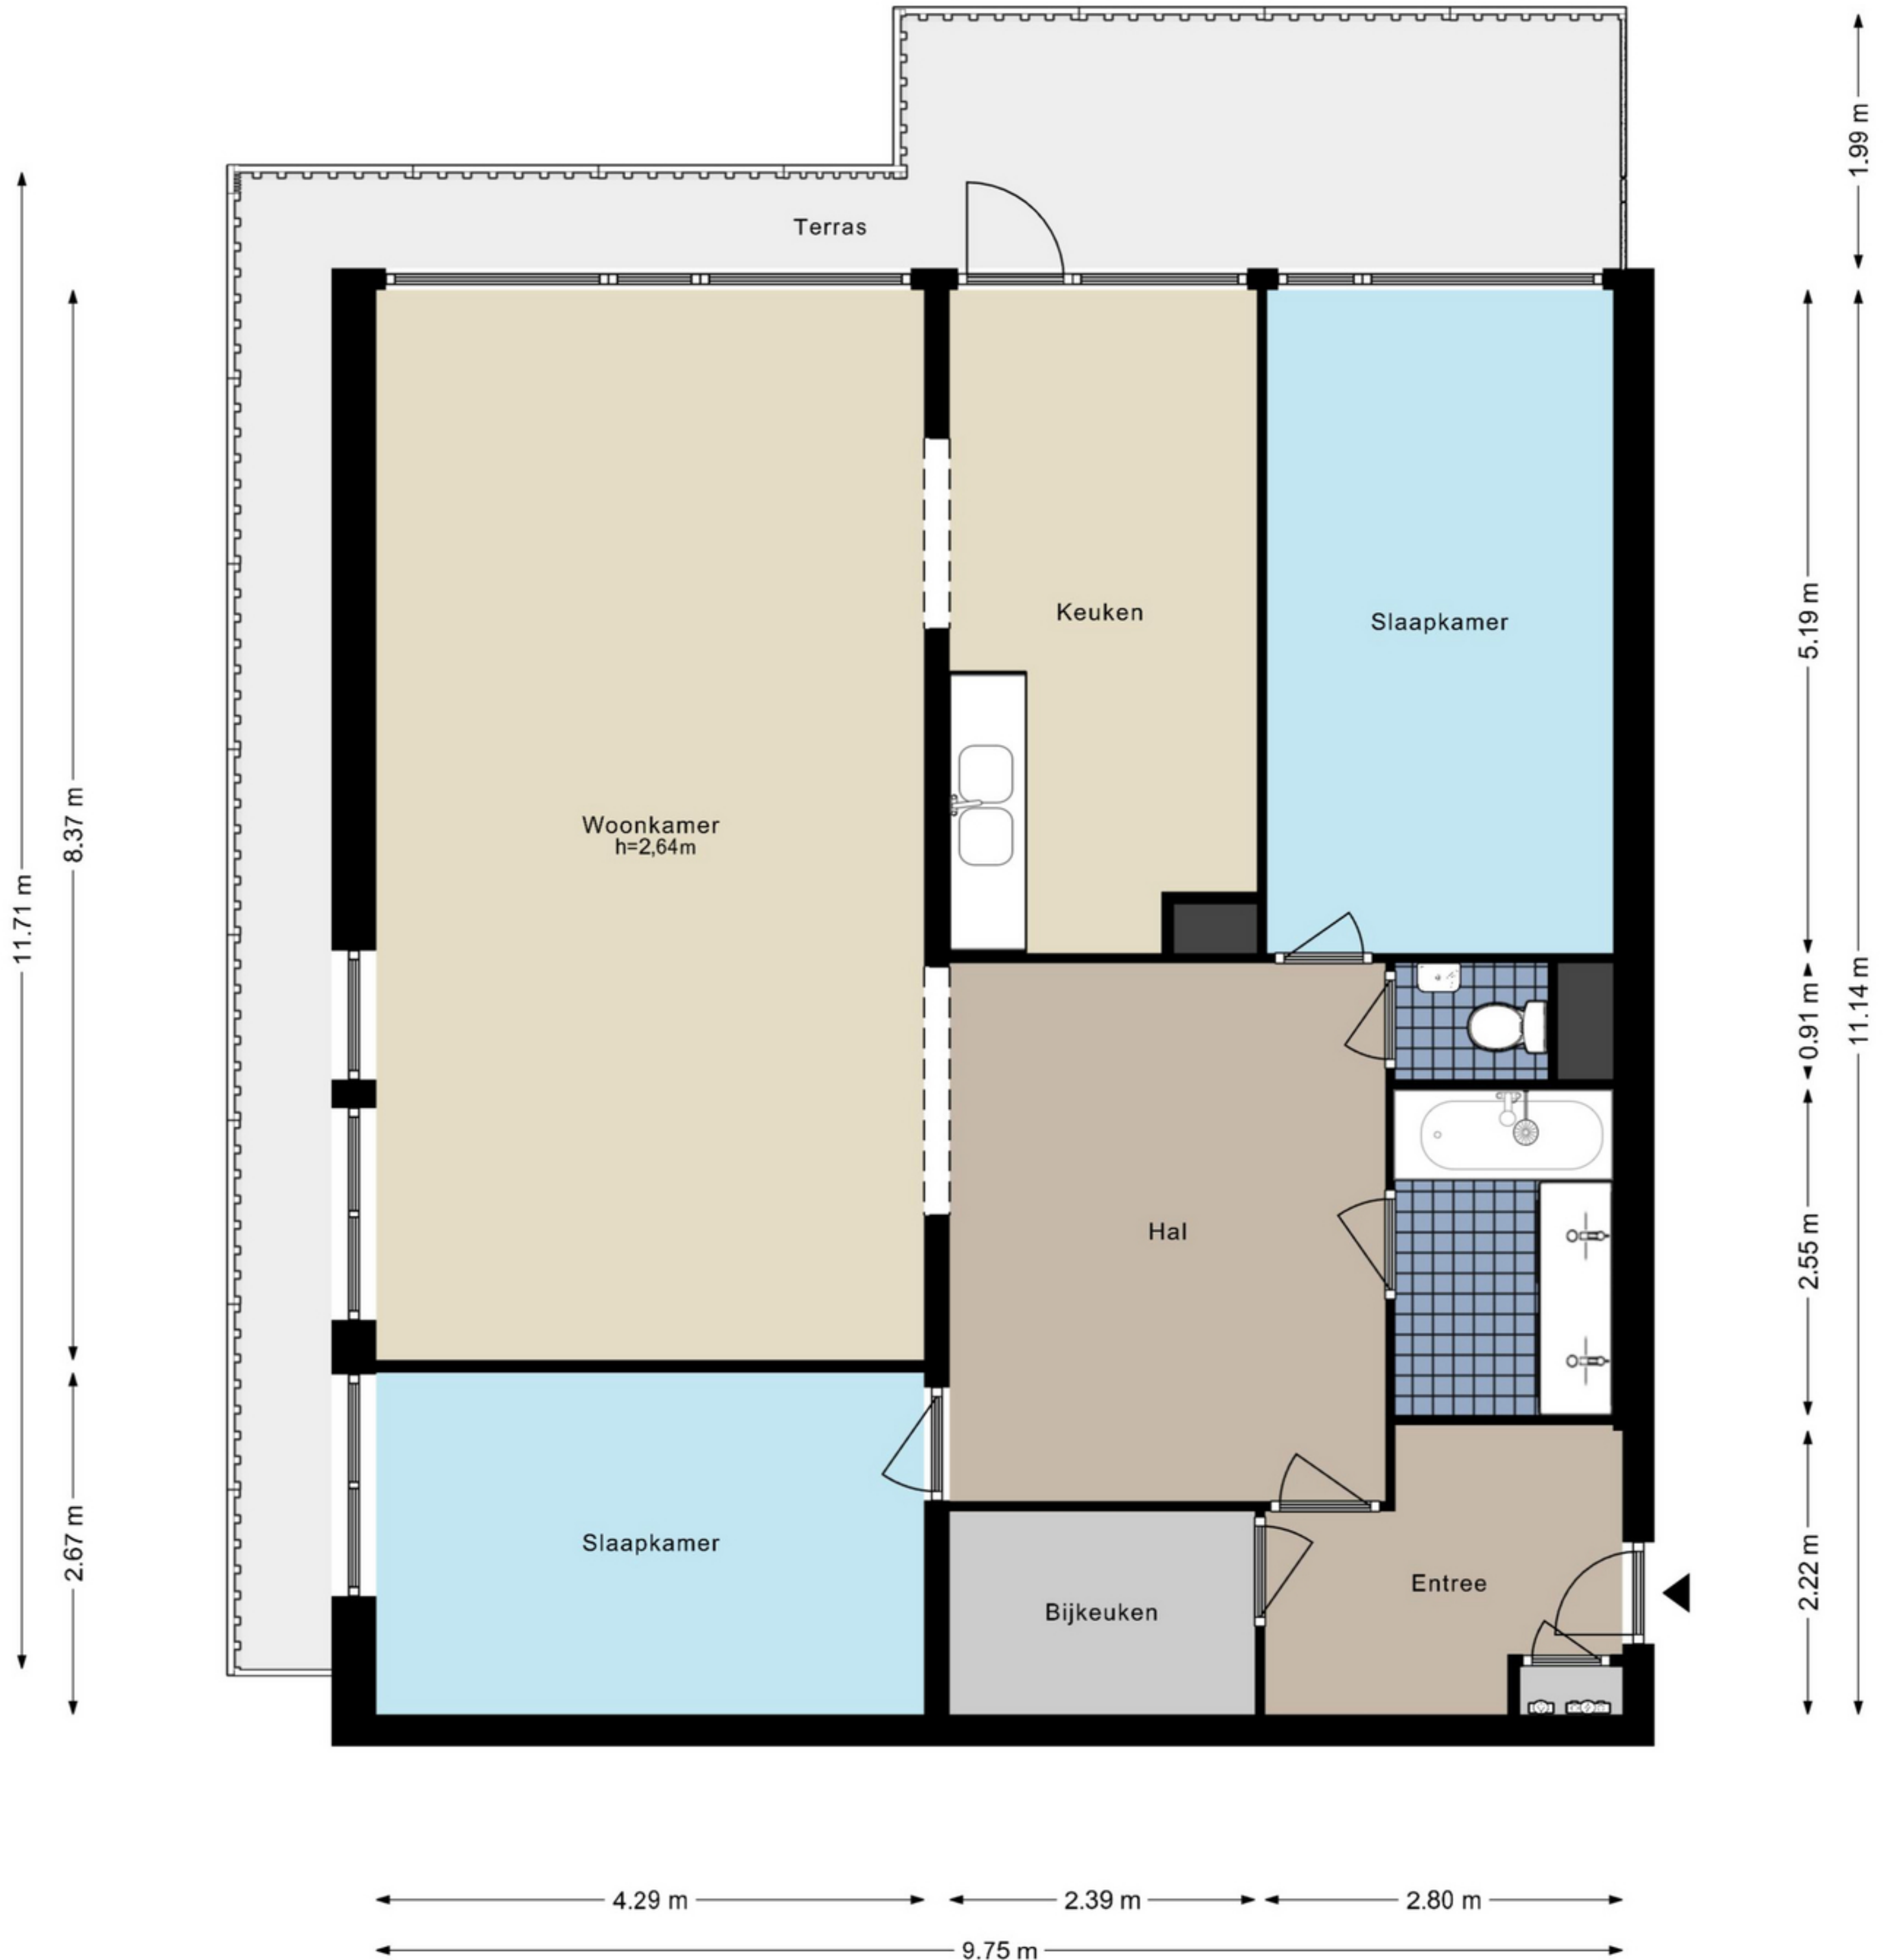 1.99 m
Terras
11.71 m
8.37 m
Keuken
Slaapkamer
5.19 m
Woonkamer
h=2,64m
0.91 m
11.14 m
Hal
2.55 m
2.67 m
Slaapkamer
Bijkeuken
Entree
2.22 m
4.29 m
2.39 m
2.80 m
9.75 m